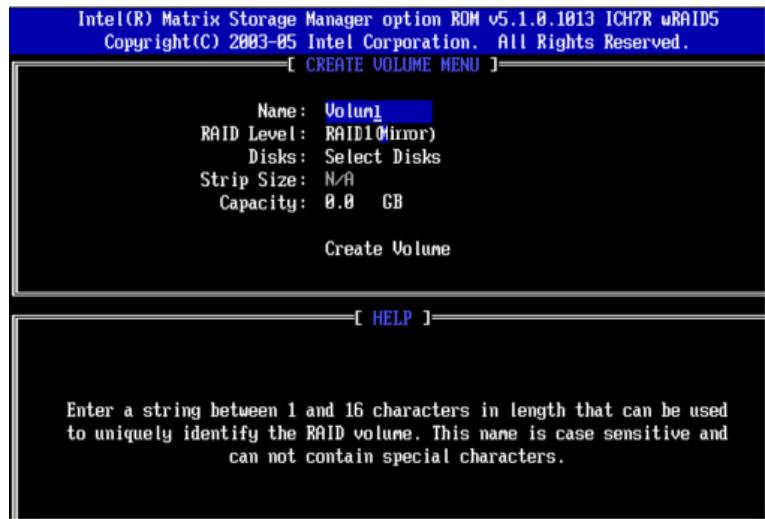 Intel(R) Matrix Storage Manager option ROM v5.1.0.1013 ICH7R wRAID5
Copyright(C) 2003-05 Intel Corporation. All Rights Reserved.
[ CREATE VOLUME MENU ]
Name: Volum1
RAID Level: RAID1(Mirror)
Disks: Select Disks
Strip Size: N/A
Capacity: 0.0 GB
Create Volume
[ HELP ]
Enter a string between 1 and 16 characters in length that can be used
to uniquely identify the RAID volume. This name is case sensitive and
can not contain special characters.